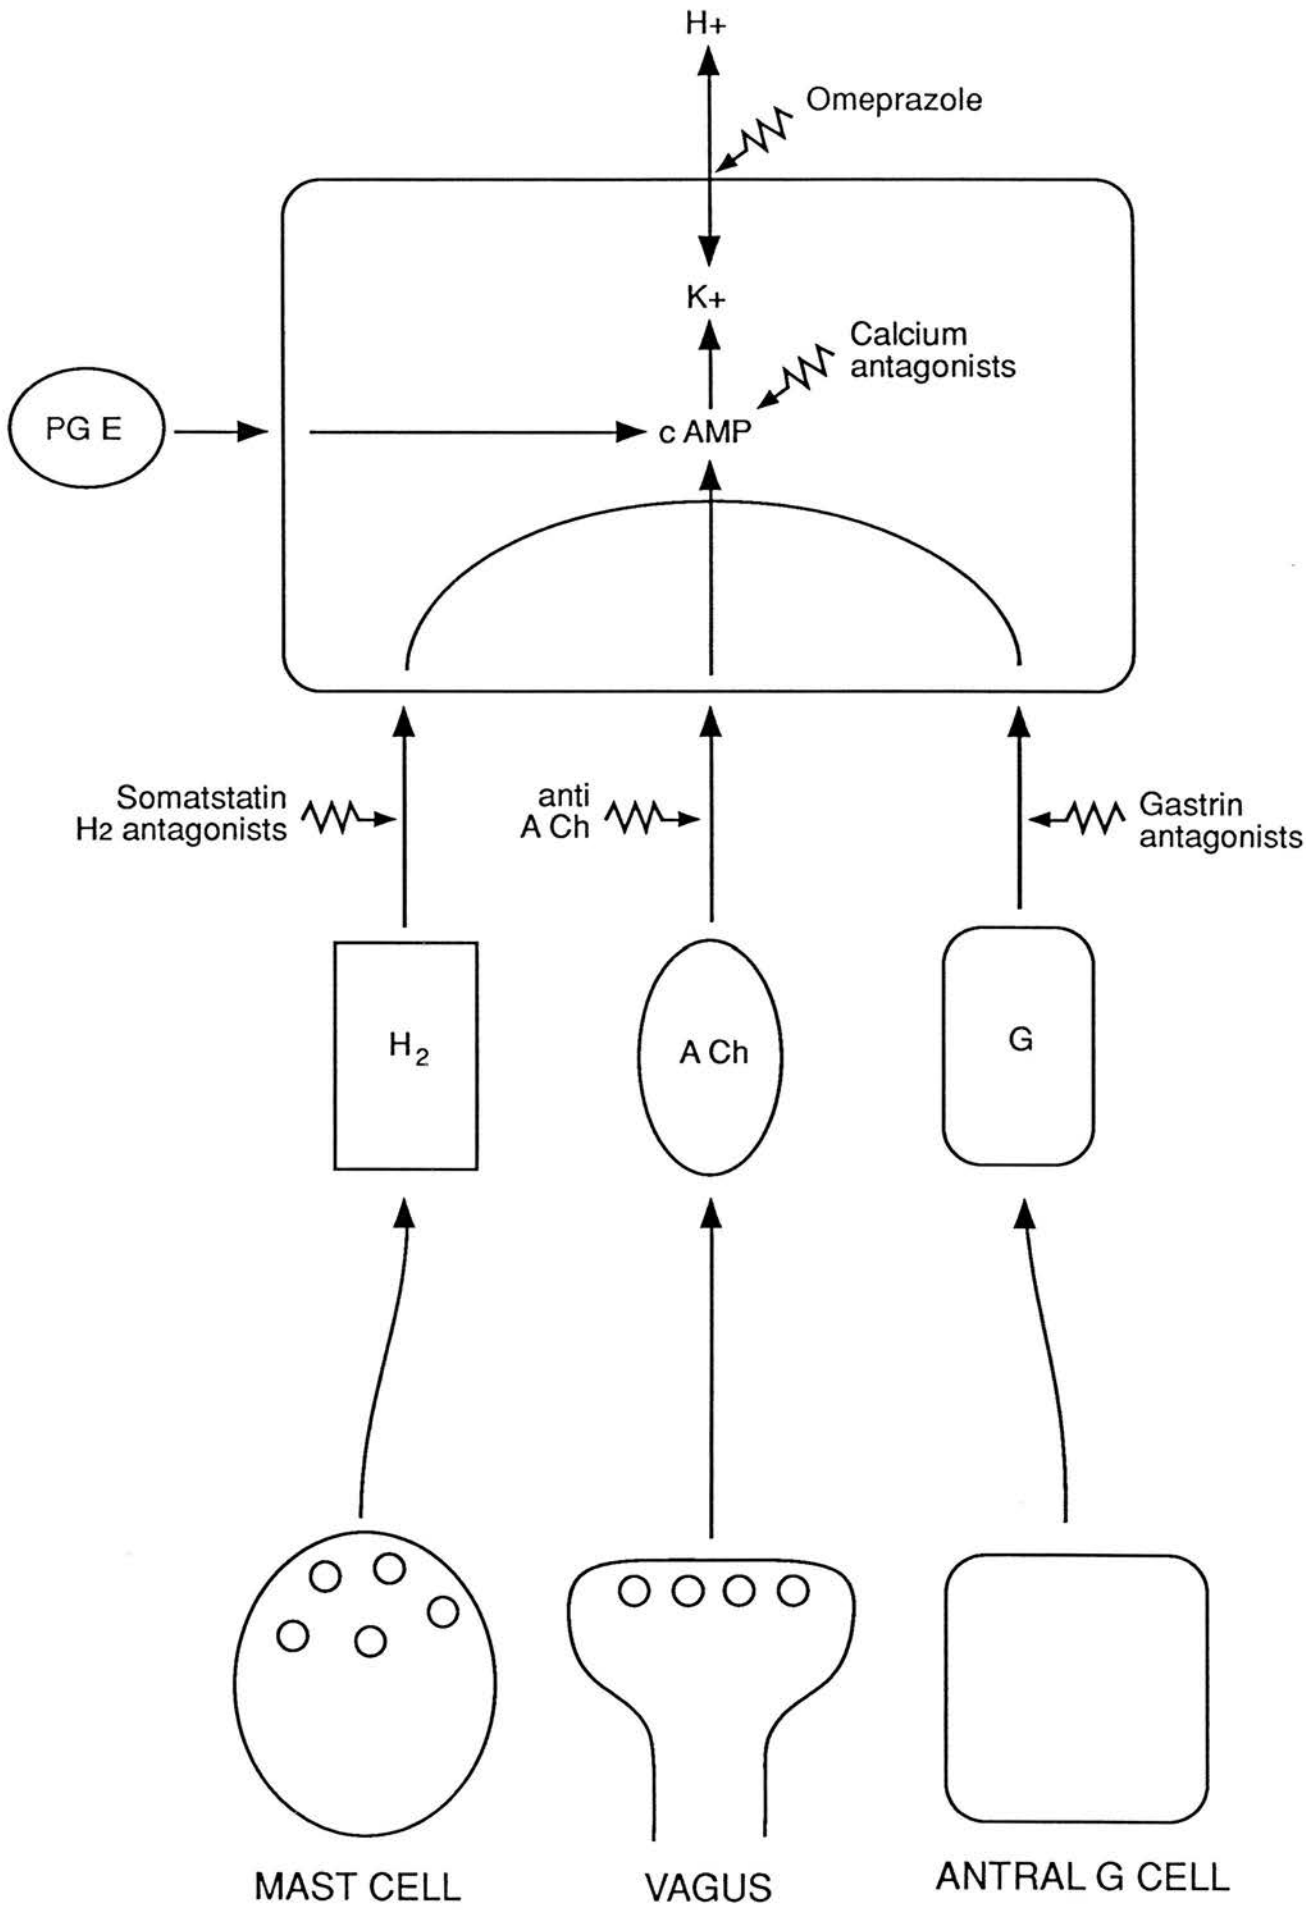 H+
Omeprazole
K+
Calcium
antagonists
PG E
c AMP
Somatstatin
H2 antagonists
anti
A Ch
Gastrin
antagonists
H2
A Ch
G
MAST CELL
VAGUS
ANTRAL G CELL